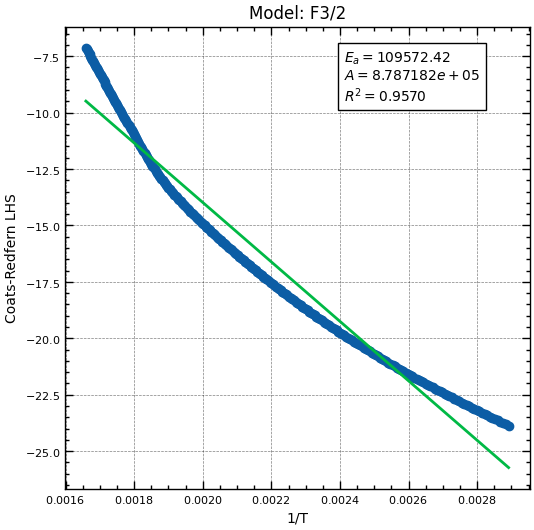 Model: F3/2
E_a = 109572.42
A = 8.787182e + 05
R² = 0.9570
Coats-Redfern LHS
−7.5
−10.0
−12.5
−15.0
−17.5
−20.0
−22.5
−25.0
0.0016 0.0018 0.0020 0.0022 0.0024 0.0026 0.0028
1/T